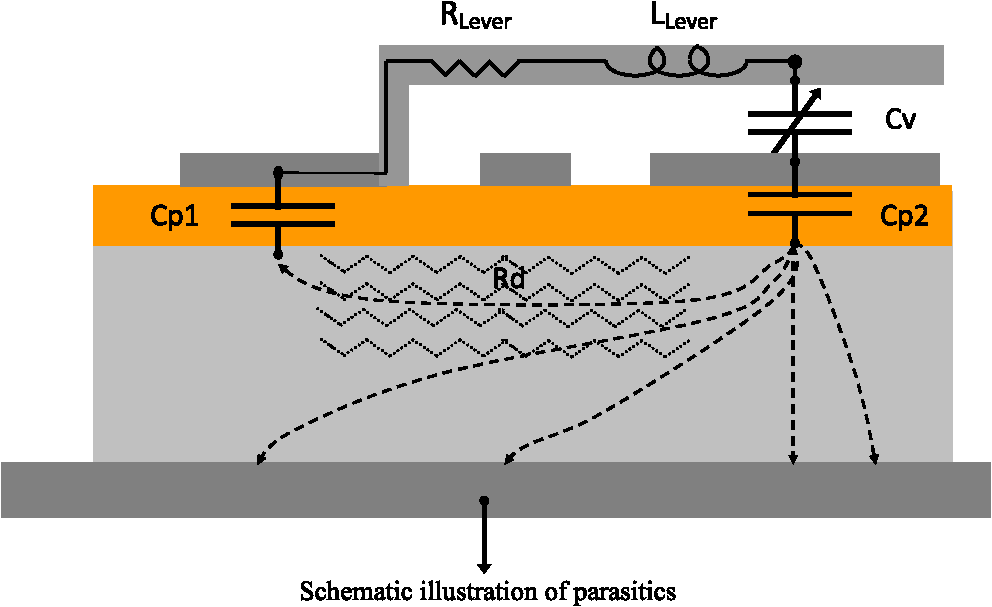 RLever
LLever
Cv
Cp1
Cp2
Rd
Schematic illustration of parasitics